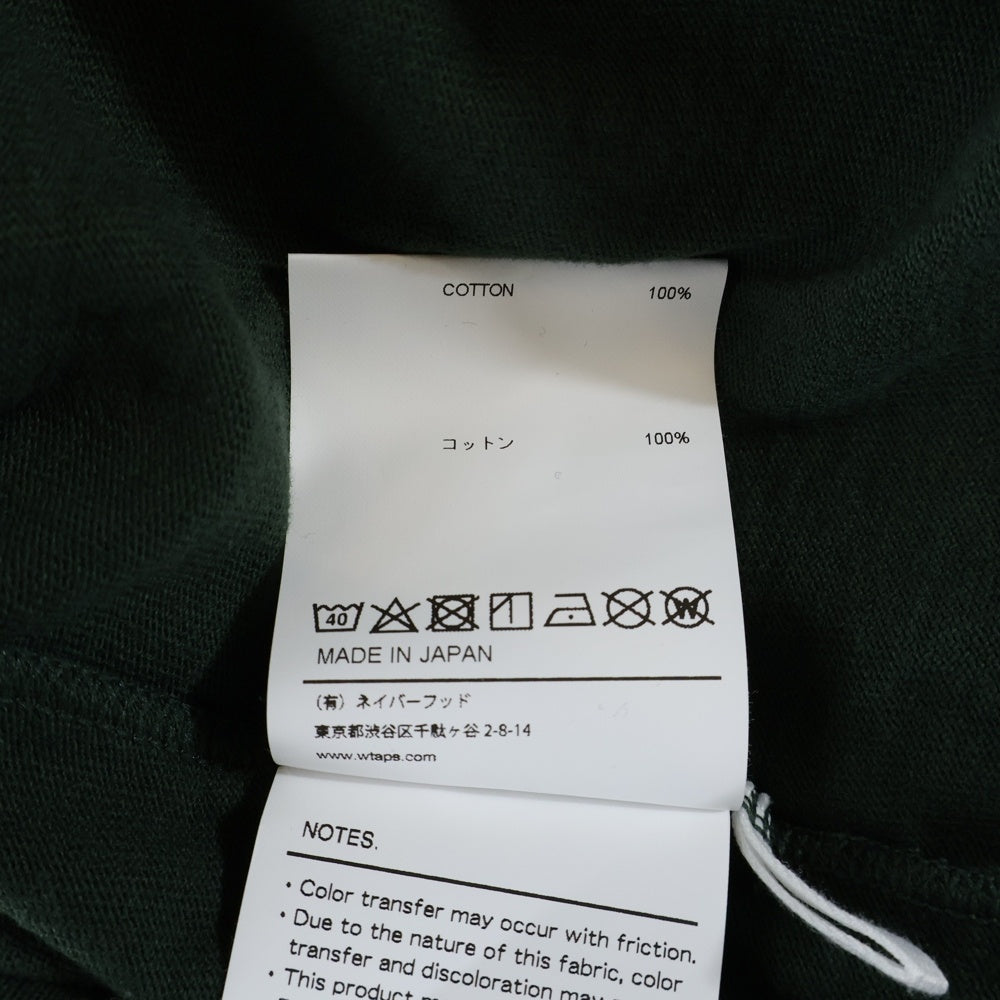 COTTON 100%
コットン 100%
40 W
MADE IN JAPAN
(有) ネイバーフッド
東京都渋谷区千駄ヶ谷 2-8-14
www.wtaps.com
NOTES.
・Color transfer may occur with friction.
・Due to the nature of this fabric, color
transfer and discoloration may
・This product